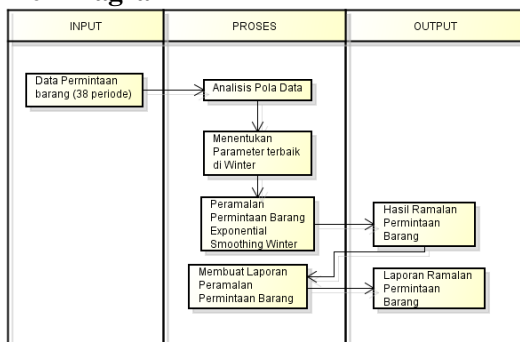 INPUT
PROSES
OUTPUT
Data Permintaan
barang (38 periode)
Analisis Pola Data
Menentukan
Parameter terbaik
di Winter
Peramalan
Permintaan Barang
Exponential
Smoothing Winter
Hasil Ramalan
Permintaan
Barang
Membuat Laporan
Peramalan
Permintaan Barang
Laporan Ramalan
Permintaan
Barang